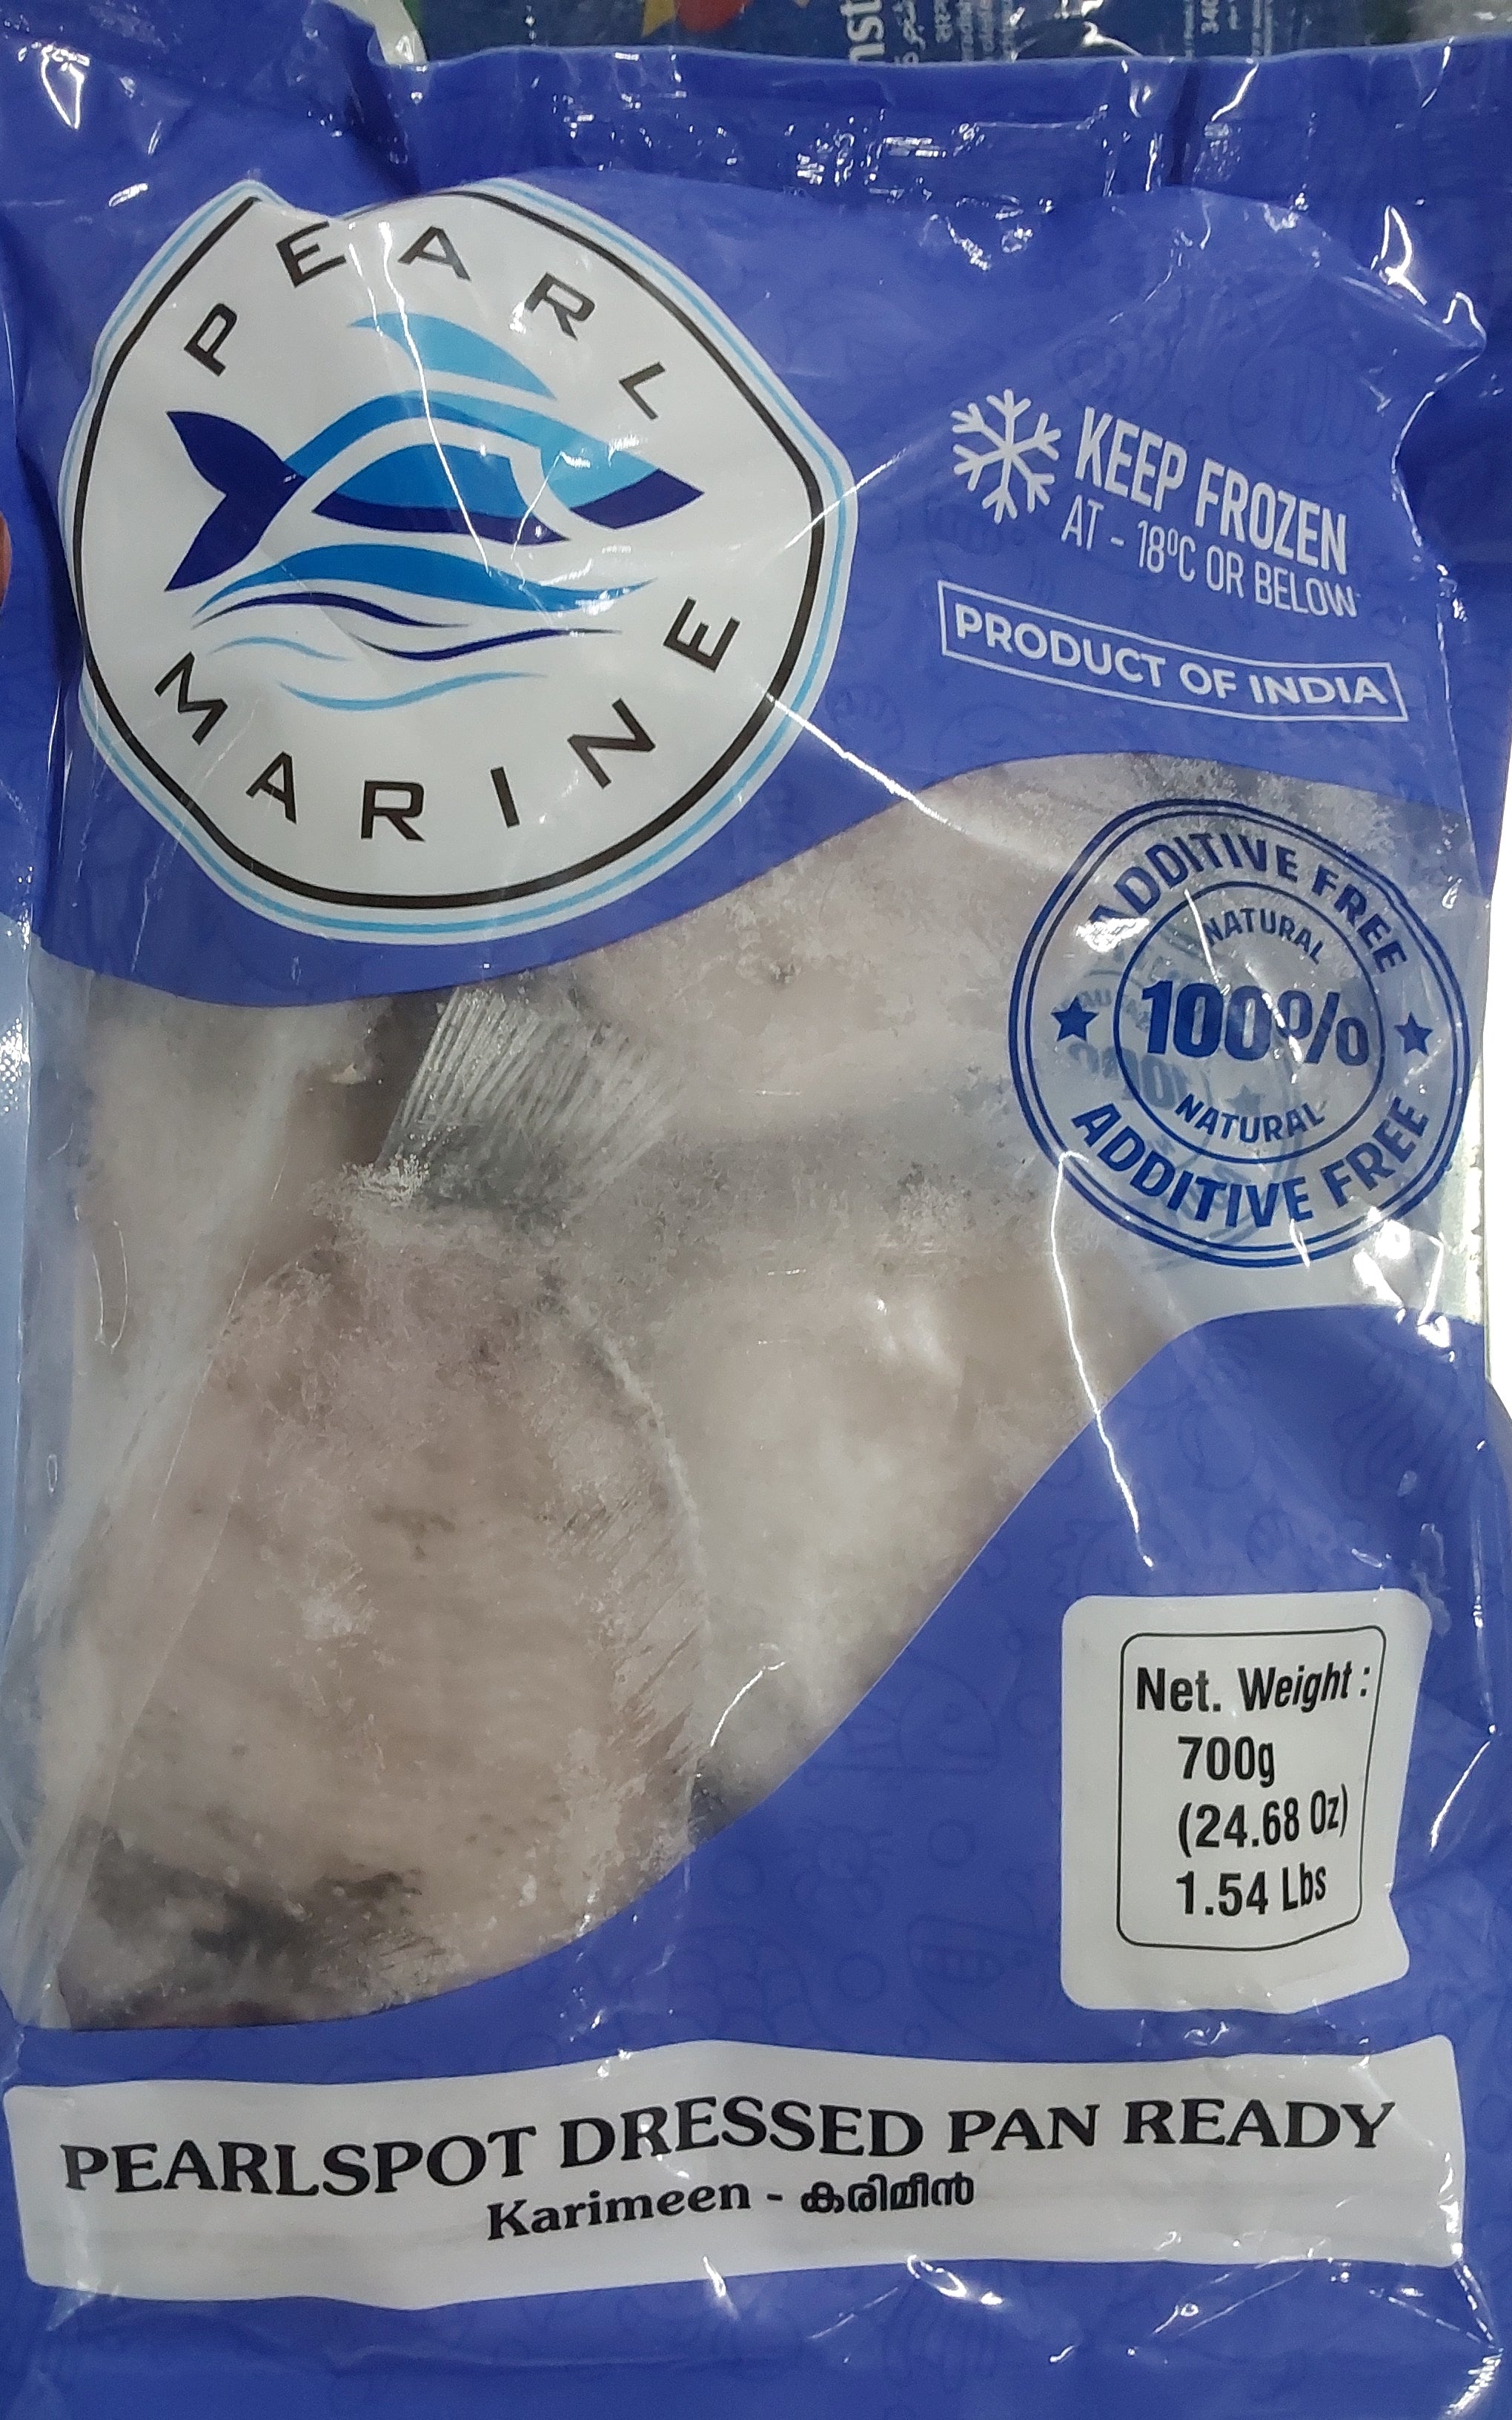 PEARL
MARINE
KEEP FROZEN
AT - 18ºC OR BELOW
PRODUCT OF INDIA
ADDITIVE FREE
NATURAL
100%
NATURAL
ADDITIVE FREE
Net. Weight :
700g
(24.68 Oz)
1.54 Lbs
PEARLSPOT DRESSED PAN READY
Karimeen - കരിമീൻ